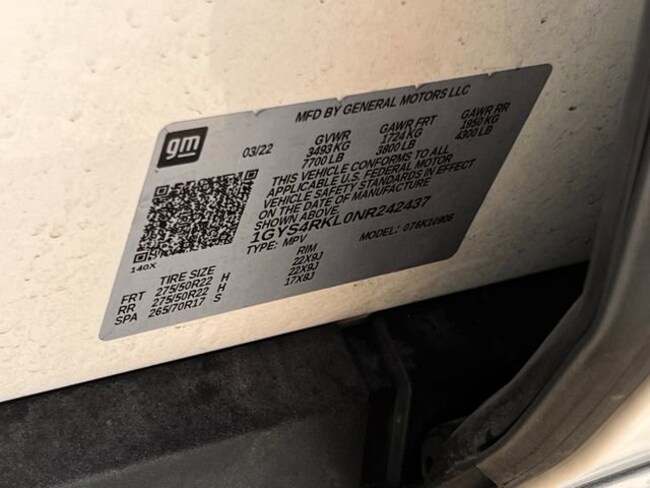 gm
MFD BY GENERAL MOTORS LLC
03/22 GVWR GAWR FRT GAWR RR
3493 KG 1724 KG 1950 KG
7700 LB 3800 LB 4300 LB
THIS VEHICLE CONFORMS TO ALL
APPLICABLE U.S. FEDERAL MOTOR
VEHICLE SAFETY STANDARDS IN EFFECT
ON THE DATE OF MANUFACTURE
SHOWN ABOVE.
1GYS4RKL0NR242437
TYPE: MPV MODEL:
140X
TIRE SIZE RIM
FRT 275/50R22 H 22X9J
RR 275/50R22 H 22X9J
SPA 265/70R17 S 17X8J